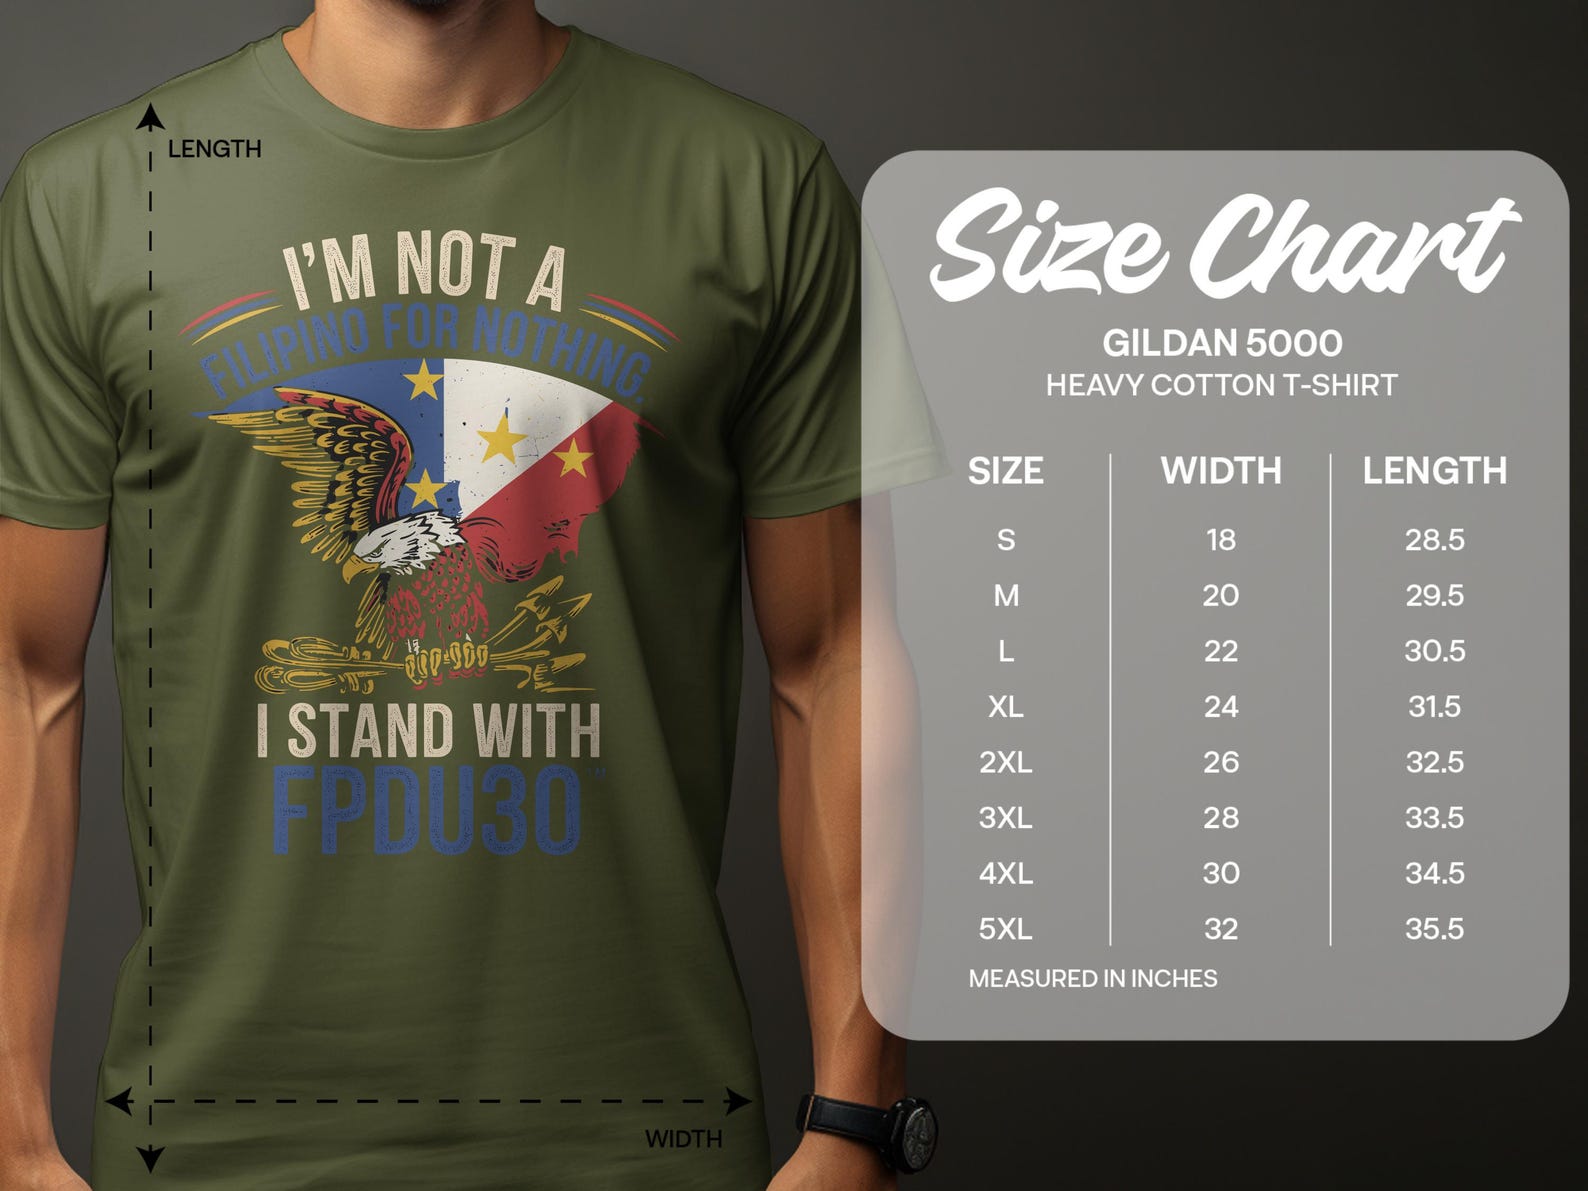 LENGTH
I'M NOT A
FILIPINO FOR NOTHING.
I STAND WITH
FPDU30™
WIDTH
Size Chart
GILDAN 5000
HEAVY COTTON T-SHIRT
SIZE WIDTH LENGTH
S 18 28.5
M 20 29.5
L 22 30.5
XL 24 31.5
2XL 26 32.5
3XL 28 33.5
4XL 30 34.5
5XL 32 35.5
MEASURED IN INCHES